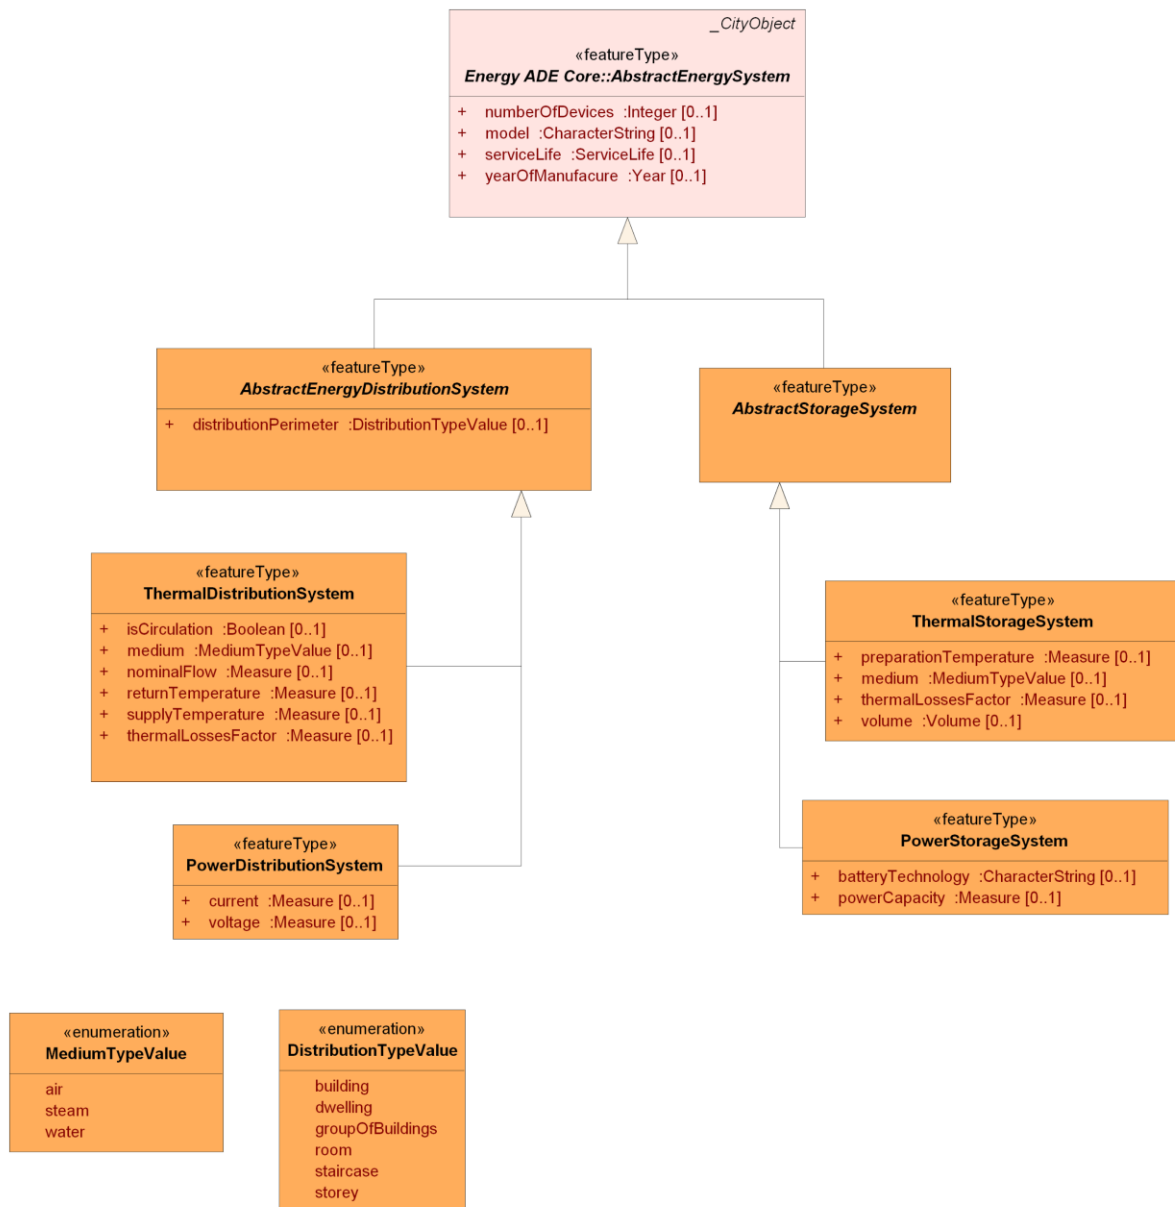 _CityObject
«featureType»
Energy ADE Core::AbstractEnergySystem
+ numberOfDevices :Integer [0..1]
+ model :CharacterString [0..1]
+ serviceLife :ServiceLife [0..1]
+ yearOfManufacure :Year [0..1]
«featureType»
AbstractEnergyDistributionSystem
+ distributionPerimeter :DistributionTypeValue [0..1]
«featureType»
AbstractStorageSystem
«featureType»
ThermalDistributionSystem
+ isCirculation :Boolean [0..1]
+ medium :MediumTypeValue [0..1]
+ nominalFlow :Measure [0..1]
+ returnTemperature :Measure [0..1]
+ supplyTemperature :Measure [0..1]
+ thermalLossesFactor :Measure [0..1]
«featureType»
ThermalStorageSystem
+ preparationTemperature :Measure [0..1]
+ medium :MediumTypeValue [0..1]
+ thermalLossesFactor :Measure [0..1]
+ volume :Volume [0..1]
«featureType»
PowerDistributionSystem
+ current :Measure [0..1]
+ voltage :Measure [0..1]
«featureType»
PowerStorageSystem
+ batteryTechnology :CharacterString [0..1]
+ powerCapacity :Measure [0..1]
«enumeration»
MediumTypeValue
air
steam
water
«enumeration»
DistributionTypeValue
building
dwelling
groupOfBuildings
room
staircase
storey